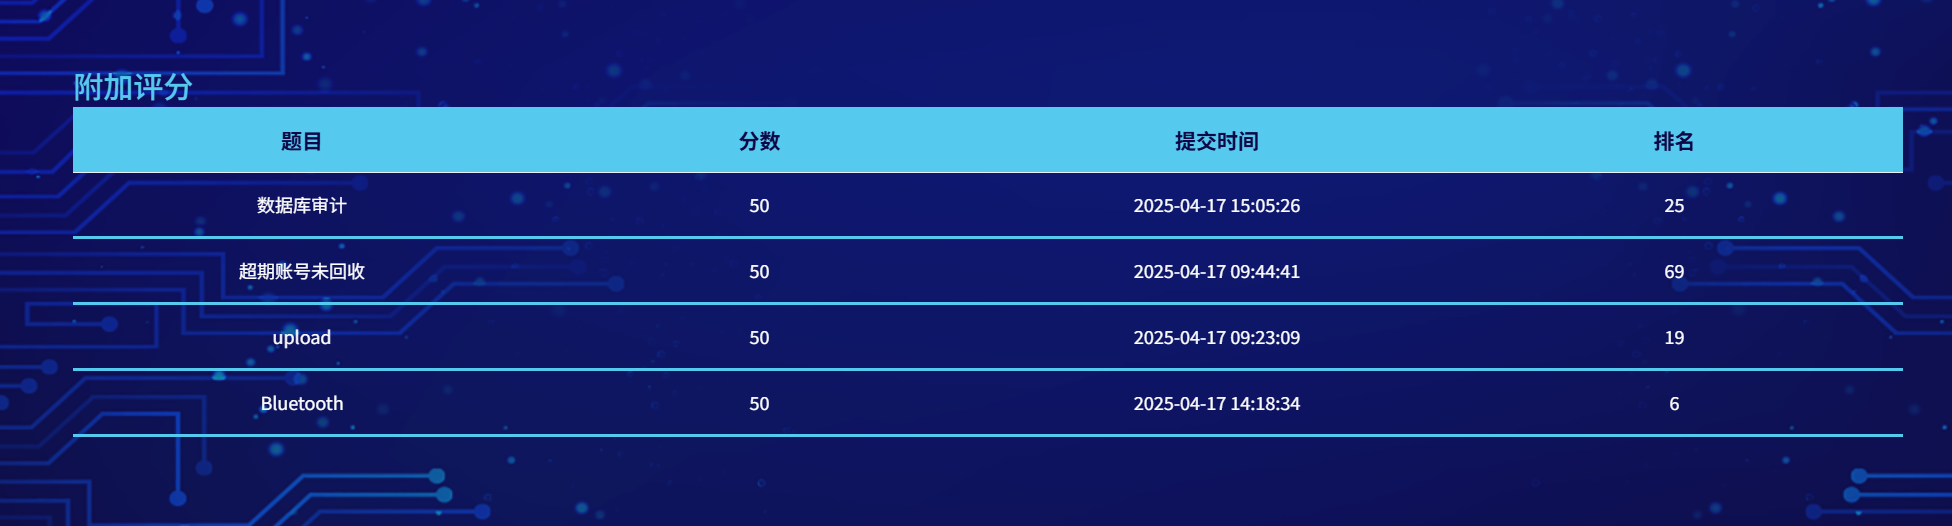 附加评分
题目 分数 提交时间 排名
数据库审计 50 2025-04-17 15:05:26 25
超期账号未回收 50 2025-04-17 09:44:41 69
upload 50 2025-04-17 09:23:09 19
Bluetooth 50 2025-04-17 14:18:34 6